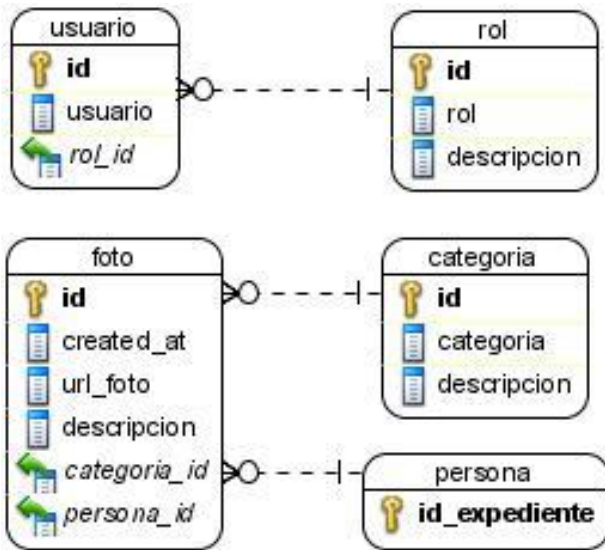 usuario
id
usuario
rol_id
rol
id
rol
descripcion
foto
id
created_at
url_foto
descripcion
categoria_id
persona_id
categoria
id
categoria
descripcion
persona
id_expediente